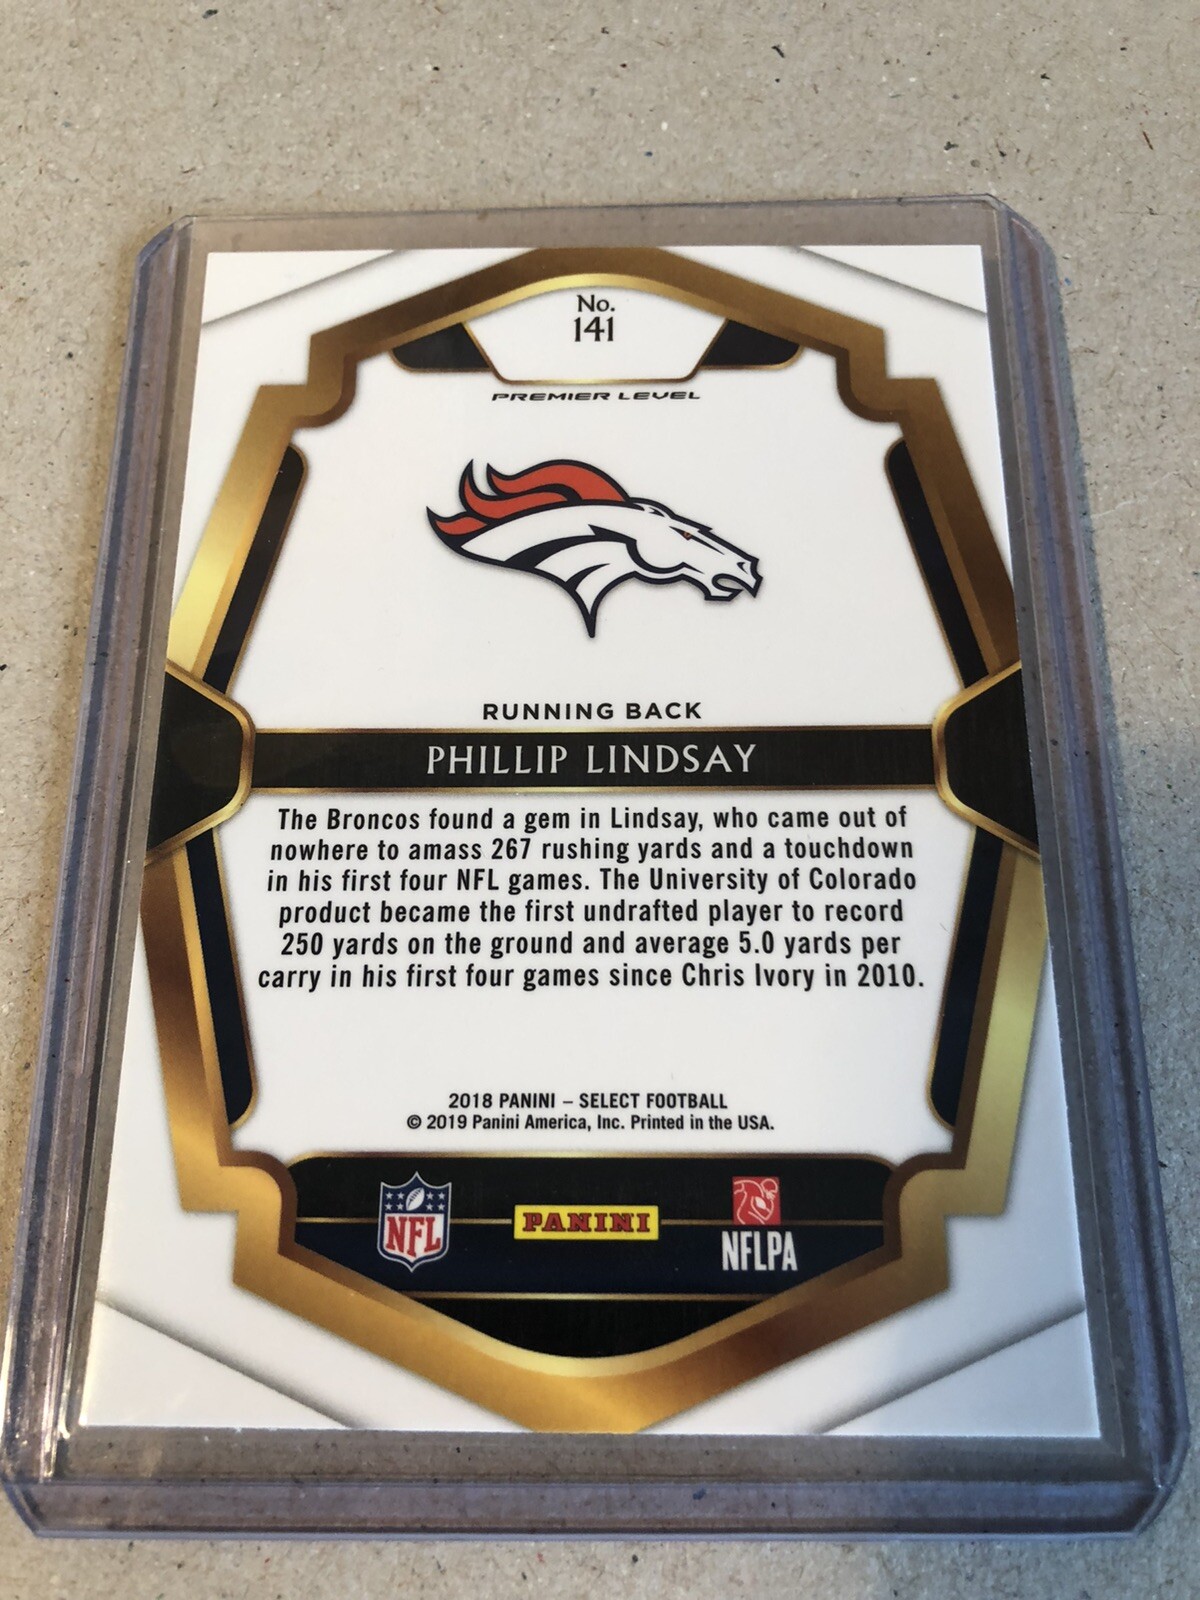 No.
141
PREMIER LEVEL
RUNNING BACK
PHILLIP LINDSAY
The Broncos found a gem in Lindsay, who came out of
nowhere to amass 267 rushing yards and a touchdown
in his first four NFL games. The University of Colorado
product became the first undrafted player to record
250 yards on the ground and average 5.0 yards per
carry in his first four games since Chris Ivory in 2010.
2018 PANINI – SELECT FOOTBALL
© 2019 Panini America, Inc. Printed in the USA.
NFL PANINI NFLPA